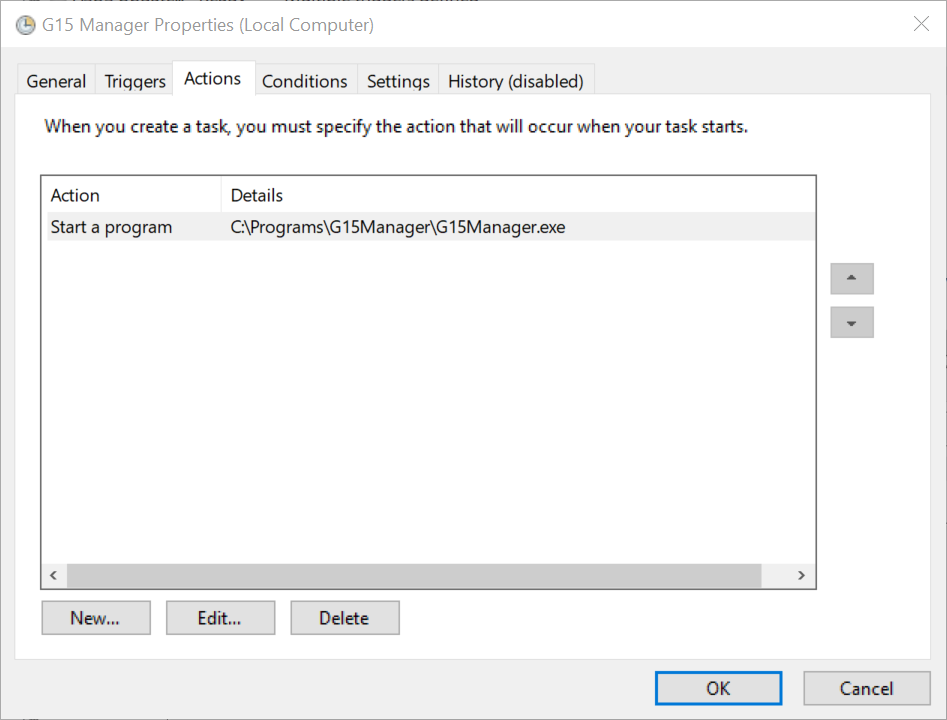 G15 Manager Properties (Local Computer)
General Triggers Actions Conditions Settings History (disabled)
When you create a task, you must specify the action that will occur when your task starts.
Action Details
Start a program C:\Programs\G15Manager\G15Manager.exe
New... Edit... Delete
OK Cancel